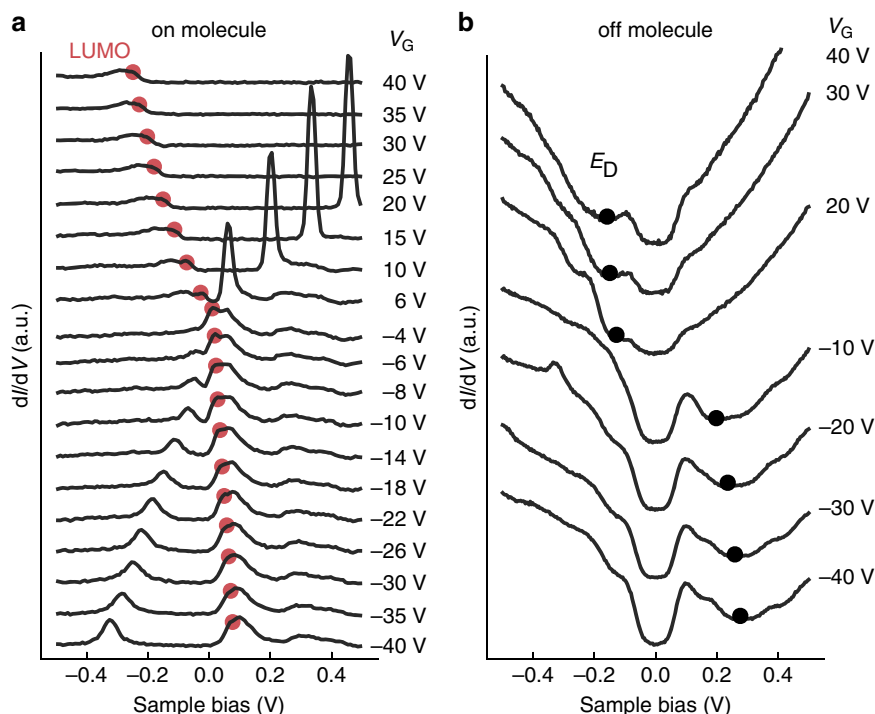 a
on molecule
V_G
LUMO
40 V
35 V
30 V
25 V
20 V
15 V
10 V
6 V
–4 V
–6 V
–8 V
–10 V
–14 V
–18 V
–22 V
–26 V
–30 V
–35 V
–40 V
dI/dV (a.u.)
–0.4 –0.2 0.0 0.2 0.4
Sample bias (V)
b
off molecule
40 V
30 V
E_D
20 V
–10 V
–20 V
–30 V
–40 V
dI/dV (a.u.)
–0.4 –0.2 0.0 0.2 0.4
Sample bias (V)